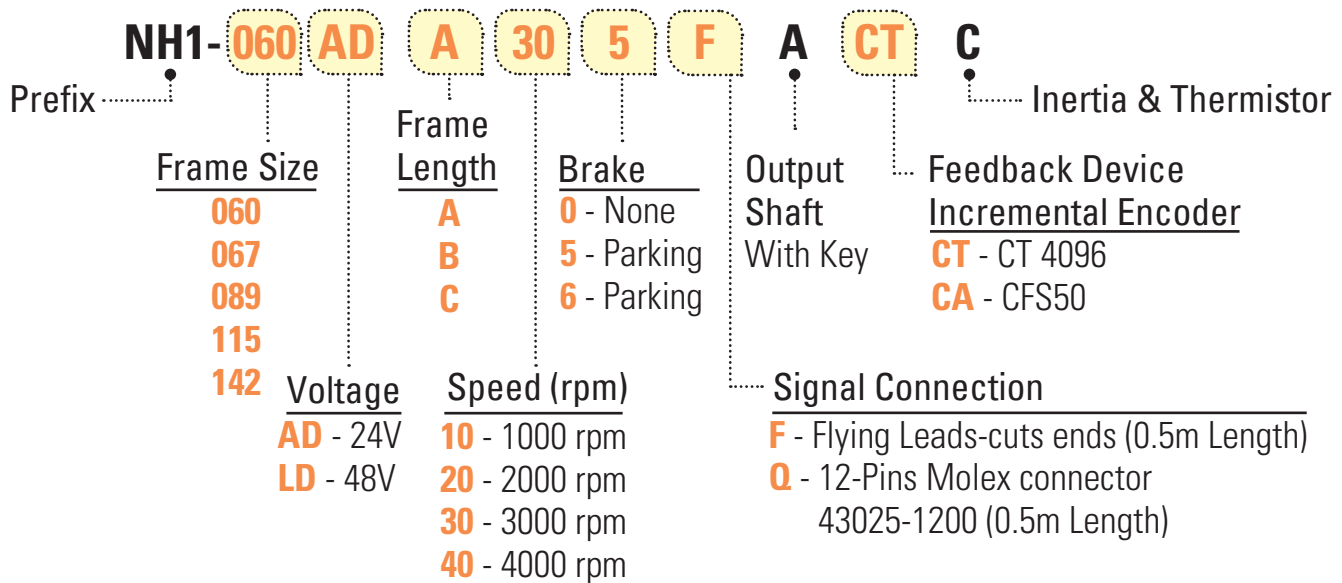 NH1-060 AD A 30 5 F A CT C
Prefix
Inertia & Thermistor
Frame Size
060
067
089
115
142
Voltage
AD - 24V
LD - 48V
Frame
Length
A
B
C
Speed (rpm)
10 - 1000 rpm
20 - 2000 rpm
30 - 3000 rpm
40 - 4000 rpm
Brake
0 - None
5 - Parking
6 - Parking
Output
Shaft
With Key
Feedback Device
Incremental Encoder
CT - CT 4096
CA - CFS50
Signal Connection
F - Flying Leads-cuts ends (0.5m Length)
Q - 12-Pins Molex connector
43025-1200 (0.5m Length)